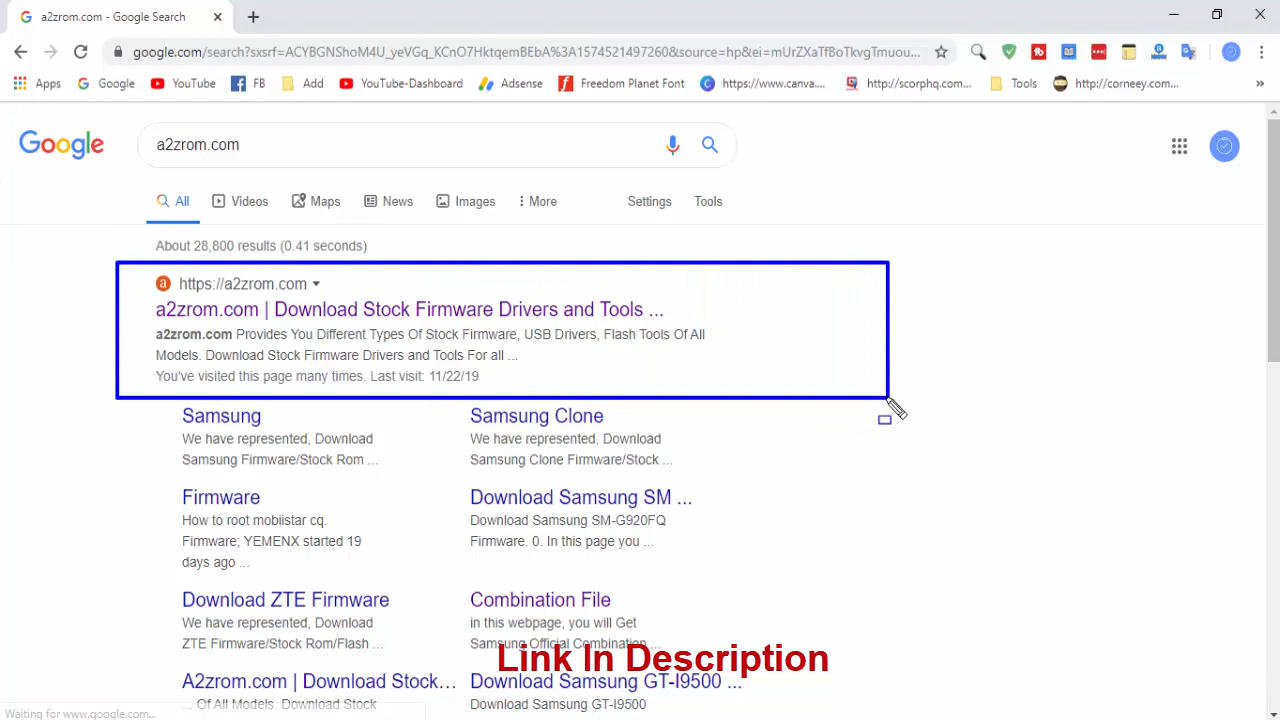 a2zrom.com - Google Search
google.com/search?sxsrf=ACYBGNShoM4U_yeVGq_KCnO7HktqemBEbA%3A1574521497260&source=hp&ei=mUrZXaTfBoTkvgTmuou...
Apps Google YouTube FB Add YouTube-Dashboard Adsense Freedom Planet Font https://www.canva... http://scorphq.com... Tools http://corneey.com... »
Google
a2zrom.com
All Videos Maps News Images More Settings Tools
About 28,800 results (0.41 seconds)
a https://a2zrom.com
a2zrom.com | Download Stock Firmware Drivers and Tools ...
a2zrom.com Provides You Different Types Of Stock Firmware, USB Drivers, Flash Tools Of All
Models. Download Stock Firmware Drivers and Tools For all ...
You've visited this page many times. Last visit: 11/22/19
Samsung
We have represented, Download
Samsung Firmware/Stock Rom ...
Samsung Clone
We have represented, Download
Samsung Clone Firmware/Stock ...
Firmware
How to root mobiistar cq.
Firmware; YEMENX started 19
days ago ...
Download Samsung SM ...
Download Samsung SM-G920FQ
Firmware. 0. In this page you ...
Download ZTE Firmware
We have represented, Download
ZTE Firmware/Stock Rom/Flash ...
Combination File
in this webpage, you will Get
Samsung Official Combination ...
Link In Description
A2zrom.com | Download Stock...
... Of All Models. Download Stock
Download Samsung GT-I9500 ...
Download Samsung GT-I9500
Waiting for www.google.com...